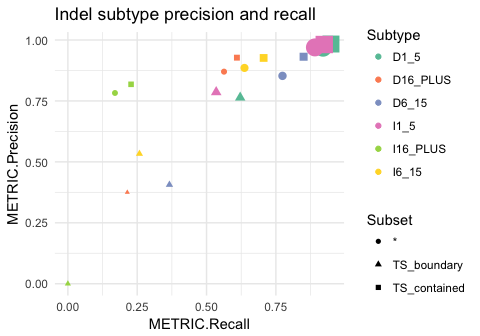 Indel subtype precision and recall
1.00
0.75
0.50
0.25
0.00
METRIC.Precision
0.00
0.25
0.50
0.75
METRIC.Recall
Subtype
D1_5
D16_PLUS
D6_15
I1_5
I16_PLUS
I6_15
Subset
*
TS_boundary
TS_contained